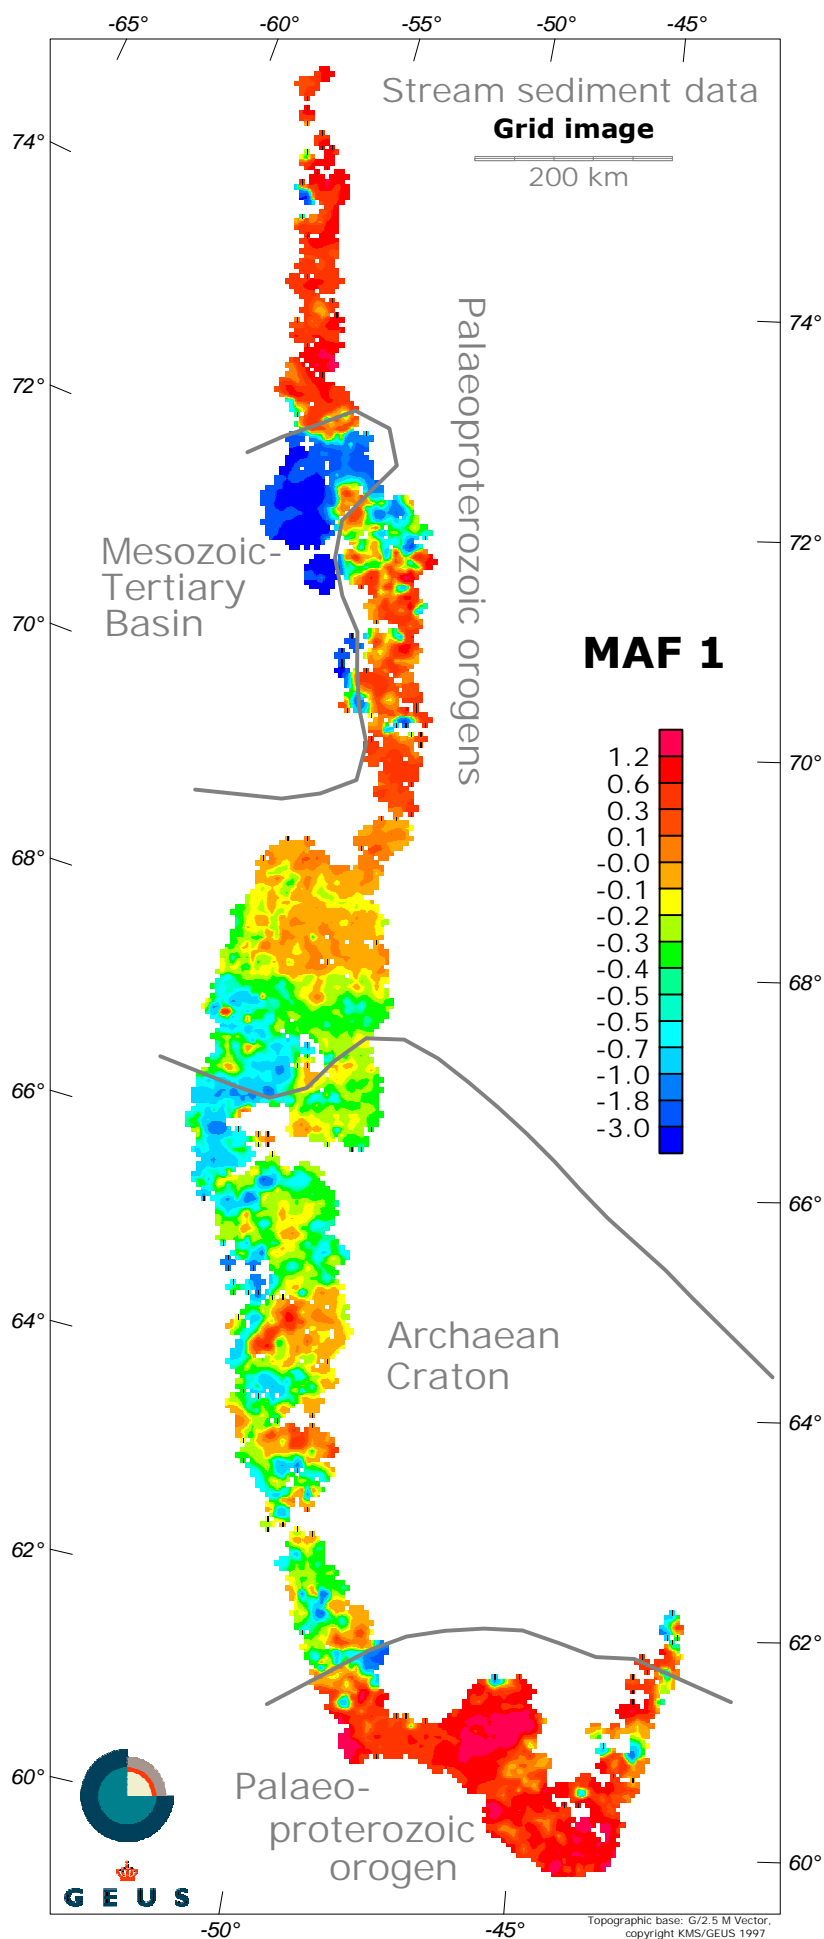 -65° -60° -55° -50° -45°
Stream sediment data
Grid image
200 km
74°
74°
Palaeoproterozoic orogens
72°
72°
Mesozoic-
Tertiary
Basin
70°
MAF 1
70°
1.2
0.6
0.3
0.1
-0.0
-0.1
-0.2
-0.3
-0.4
-0.5
-0.5
-0.7
-1.0
-1.8
-3.0
68°
68°
66°
66°
64°
Archaean
Craton
64°
62°
62°
60°
Palaeo-
proterozoic
orogen
60°
GEUS
-50° -45°
Topographic base: G/2.5 M Vector,
copyright KMS/GEUS 1997